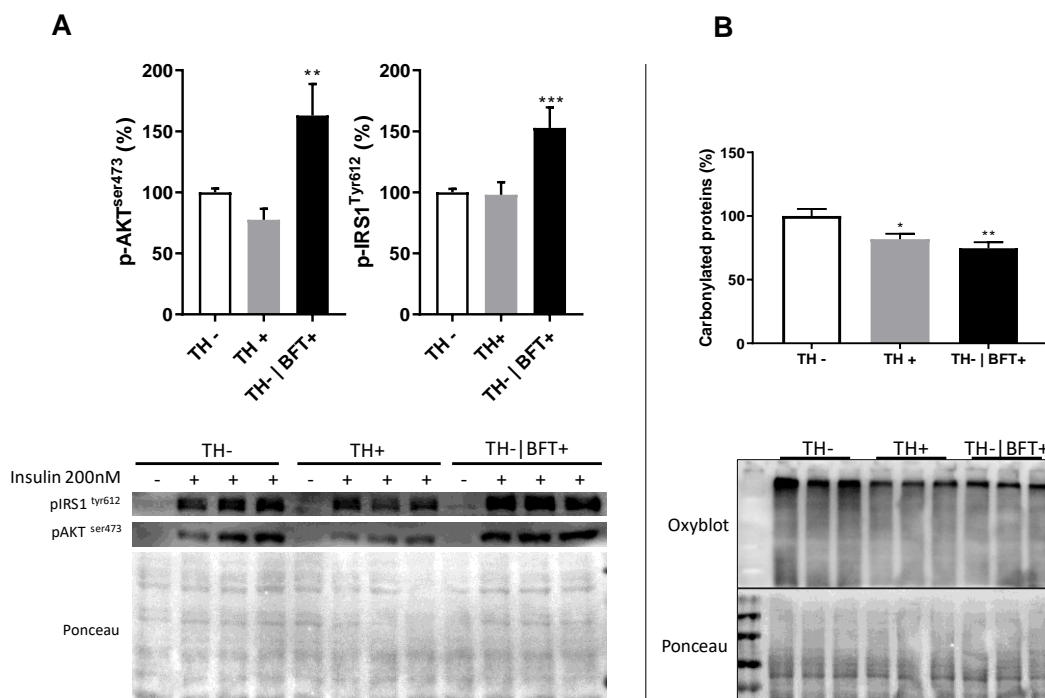 A
B
p-AKT^ser473 (%)
200
150
100
50
0
**
TH -
TH +
TH- | BFT+
p-IRS1^Tyr612 (%)
200
150
100
50
0
***
TH -
TH+
TH- | BFT+
Carbonylated proteins (%)
150
100
50
0
*
**
TH -
TH +
TH- | BFT+
TH-
TH+
TH-|BFT+
Insulin 200nM
- + + + - + + + - + + +
pIRS1 ^tyr612
pAKT ^ser473
Ponceau
TH-
TH+
TH-|BFT+
Oxyblot
Ponceau